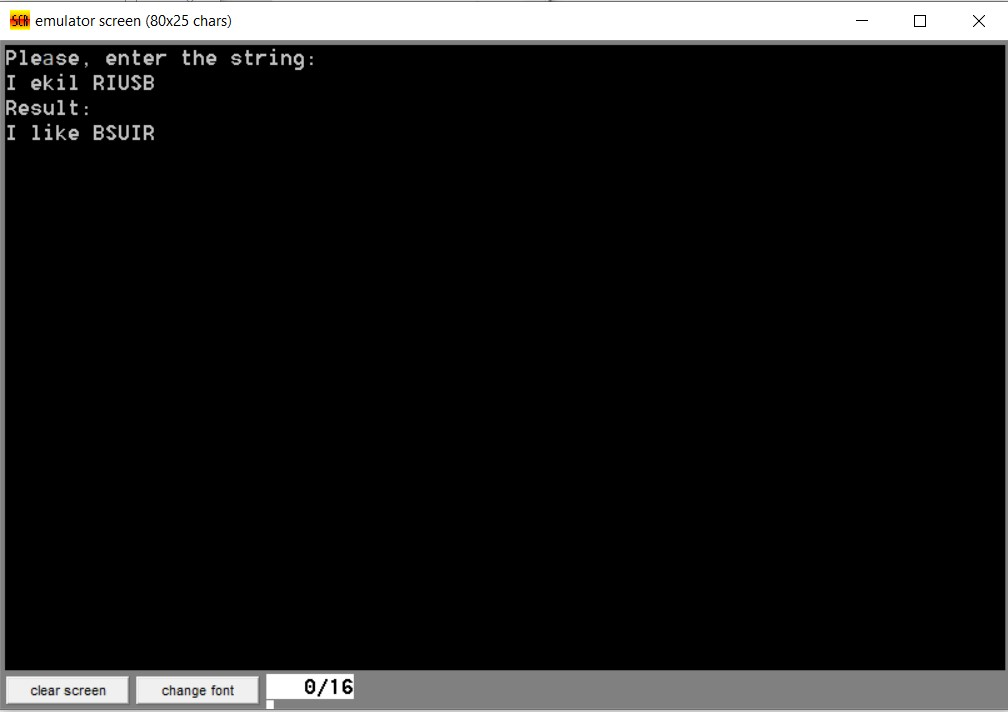 SCR emulator screen (80x25 chars)
Please, enter the string:
I ekil RIUSB
Result:
I like BSUIR
clear screen change font 0/16